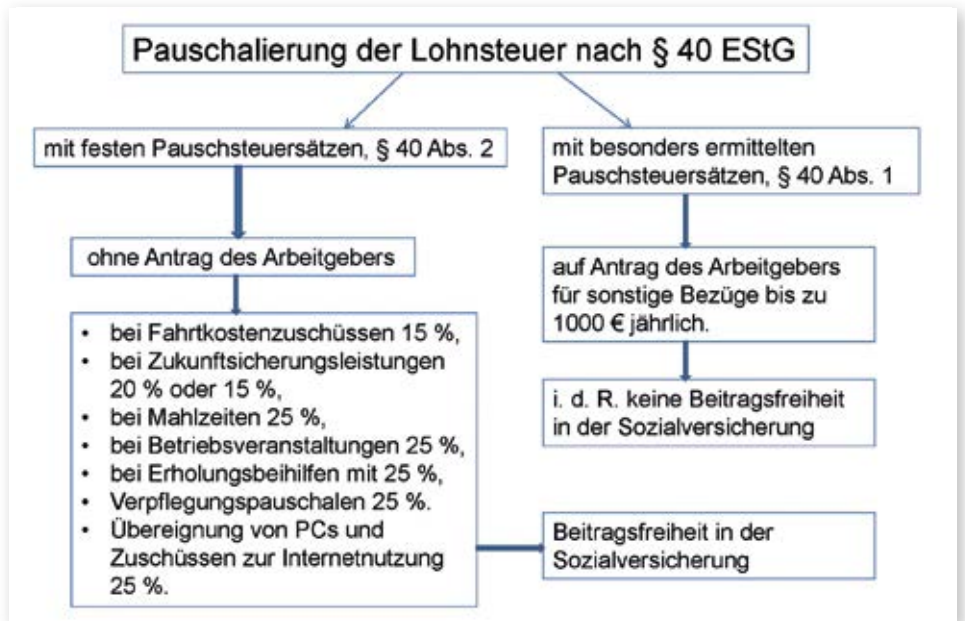 Pauschalierung der Lohnsteuer nach § 40 EStG
mit festen Pauschsteuersätzen, § 40 Abs. 2
ohne Antrag des Arbeitgebers
• bei Fahrtkostenzuschüssen 15 %,
• bei Zukunftsicherungsleistungen
20 % oder 15 %,
• bei Mahlzeiten 25 %,
• bei Betriebsveranstaltungen 25 %,
• bei Erholungsbeihilfen mit 25 %,
• Verpflegungspauschalen 25 %.
• Übereignung von PCs und
Zuschüssen zur Internetnutzung
25 %.
mit besonders ermittelten
Pauschsteuersätzen, § 40 Abs. 1
auf Antrag des Arbeitgebers
für sonstige Bezüge bis zu
1000 € jährlich.
i. d. R. keine Beitragsfreiheit
in der Sozialversicherung
Beitragsfreiheit in der
Sozialversicherung